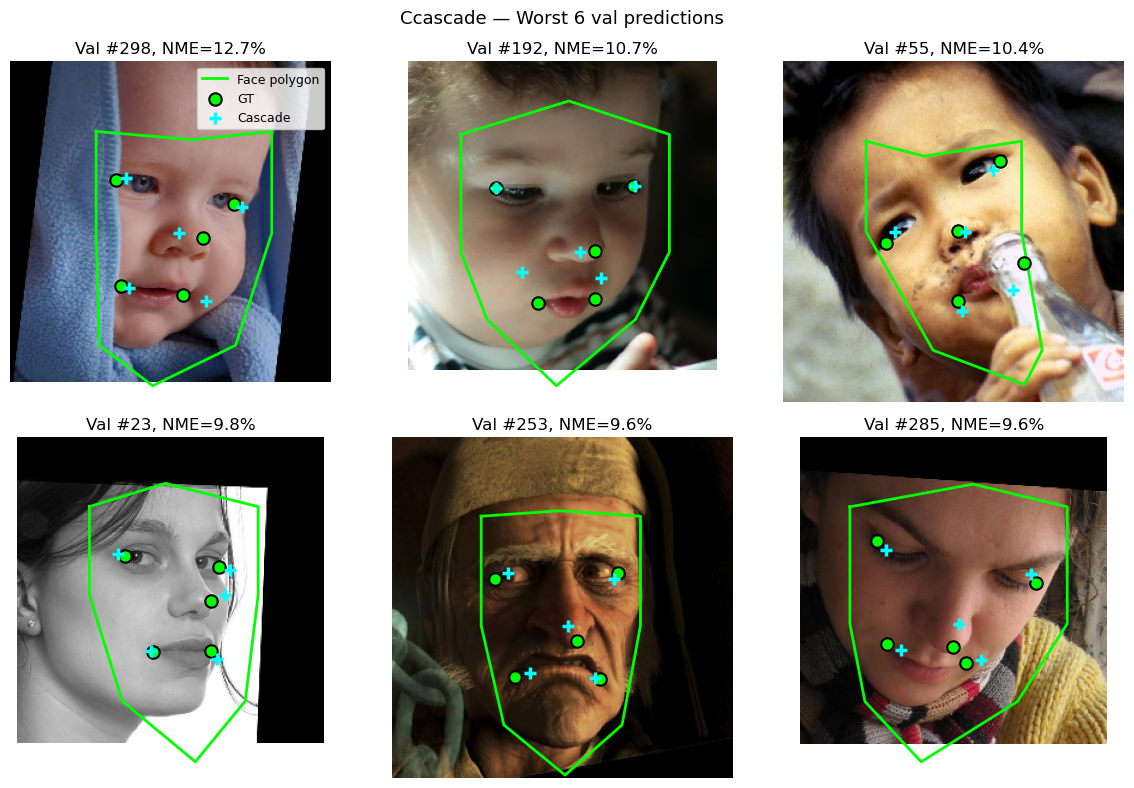 Ccascade — Worst 6 val predictions
Val #298, NME=12.7%
Val #192, NME=10.7%
Val #55, NME=10.4%
Face polygon
GT
Cascade
Val #23, NME=9.8%
Val #253, NME=9.6%
Val #285, NME=9.6%